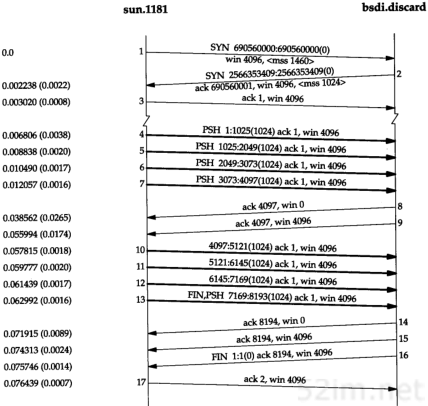 sun.1181 bsdi.discard
0.0 1 SYN 690560000:690560000(0)
win 4096, <mss 1460>
SYN 2566353409:2566353409(0) 2
0.002238 (0.0022) ack 690560001, win 4096, <mss 1024>
0.003020 (0.0008) 3 ack 1, win 4096
0.006806 (0.0038) 4 PSH 1:1025(1024) ack 1, win 4096
0.008838 (0.0020) 5 PSH 1025:2049(1024) ack 1, win 4096
0.010490 (0.0017) 6 PSH 2049:3073(1024) ack 1, win 4096
0.012057 (0.0016) 7 PSH 3073:4097(1024) ack 1, win 4096
ack 4097, win 0 8
0.038562 (0.0265)
ack 4097, win 4096 9
0.055994 (0.0174)
0.057815 (0.0018) 10 4097:5121(1024) ack 1, win 4096
0.059777 (0.0020) 11 5121:6145(1024) ack 1, win 4096
0.061439 (0.0017) 12 6145:7169(1024) ack 1, win 4096
0.062992 (0.0016) 13 FIN,PSH 7169:8193(1024) ack 1, win 4096
ack 8194, win 0 14
0.071915 (0.0089)
ack 8194, win 4096 15
0.074313 (0.0024)
FIN 1:1(0) ack 8194, win 4096 16
0.075746 (0.0014)
0.076439 (0.0007) 17 ack 2, win 4096
52im.net